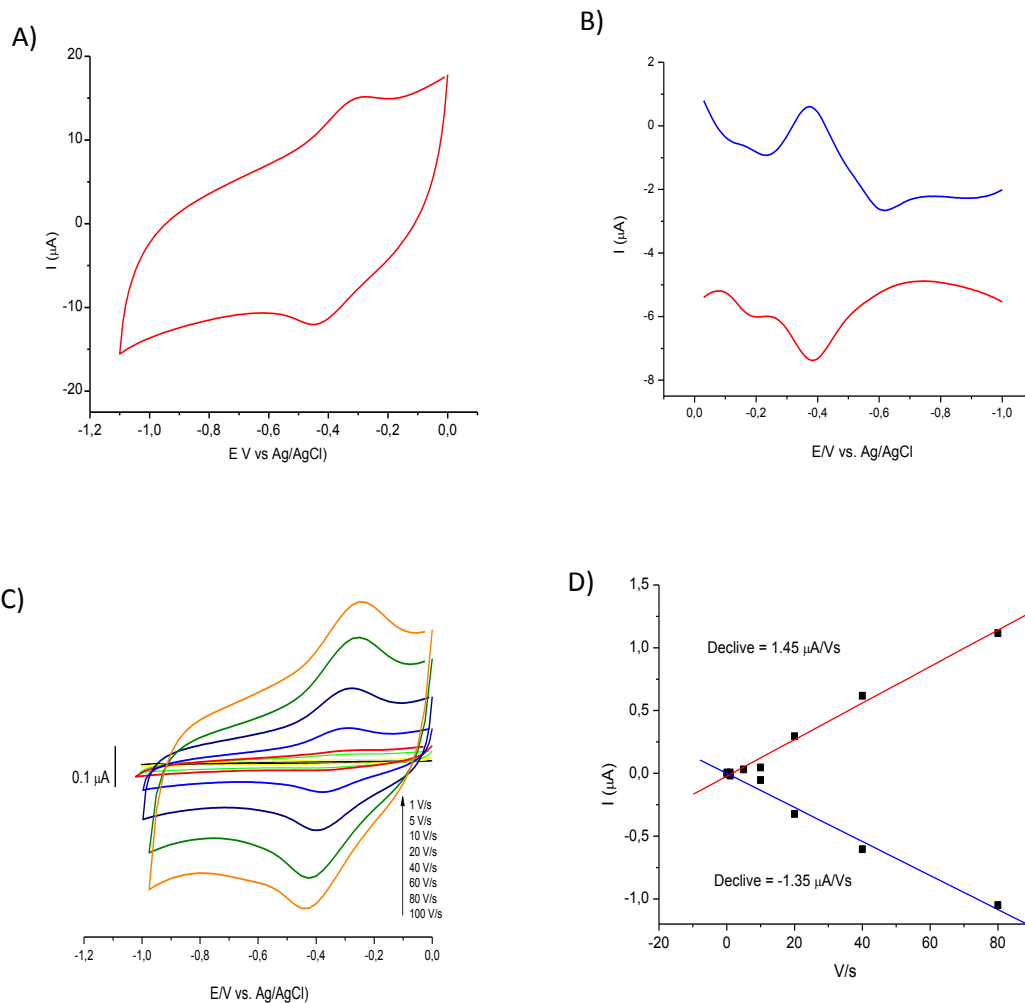 A)
20
10
0
-10
-20
I (µA)
-1,2 -1,0 -0,8 -0,6 -0,4 -0,2 0,0
E V vs Ag/AgCl)
B)
2
0
-2
-4
-6
-8
I (µA)
0,0 -0,2 -0,4 -0,6 -0,8 -1,0
E/V vs. Ag/AgCl
C)
0.1 µA
1 V/s
5 V/s
10 V/s
20 V/s
40 V/s
60 V/s
80 V/s
100 V/s
-1,2 -1,0 -0,8 -0,6 -0,4 -0,2 0,0
E/V vs. Ag/AgCl)
D)
1,5
1,0
0,5
0,0
-0,5
-1,0
I (µA)
Declive = 1.45 µA/Vs
Declive = -1.35 µA/Vs
-20 0 20 40 60 80
V/s